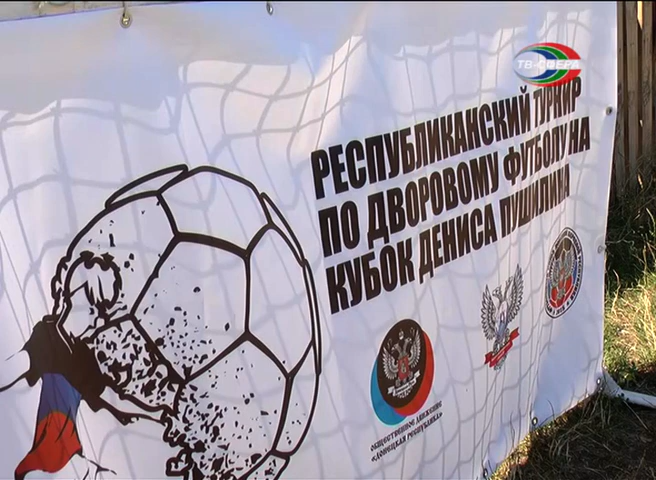 ТВ-СФЕРА
РЕСПУБЛИКАНСКИЙ ТУРНИР
ПО ДВОРОВОМУ ФУТБОЛУ НА
КУБОК ДЕНИСА ПУШИЛИНА
ОБЩЕСТВЕННОЕ ДВИЖЕНИЕ
«ДОНЕЦКАЯ РЕСПУБЛИКА»